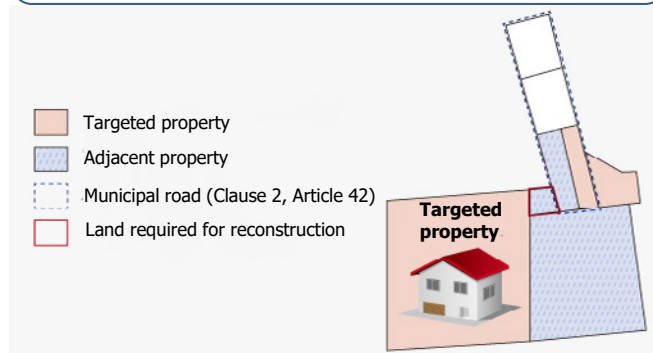 Targeted property
Adjacent property
Municipal road (Clause 2, Article 42)
Land required for reconstruction
Targeted
property